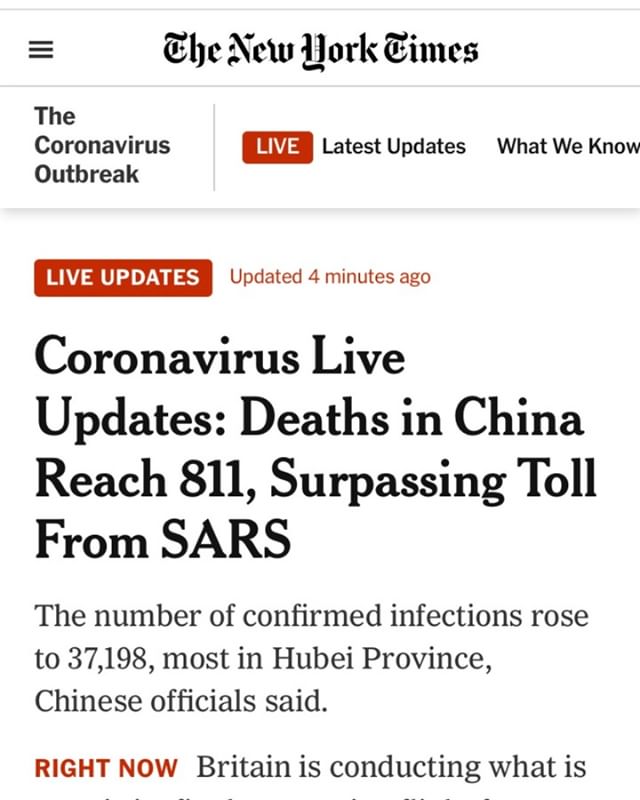 The New York Times
The
Coronavirus
Outbreak
LIVE Latest Updates What We Know
LIVE UPDATES Updated 4 minutes ago
Coronavirus Live
Updates: Deaths in China
Reach 811, Surpassing Toll
From SARS
The number of confirmed infections rose
to 37,198, most in Hubei Province,
Chinese officials said.
RIGHT NOW Britain is conducting what is